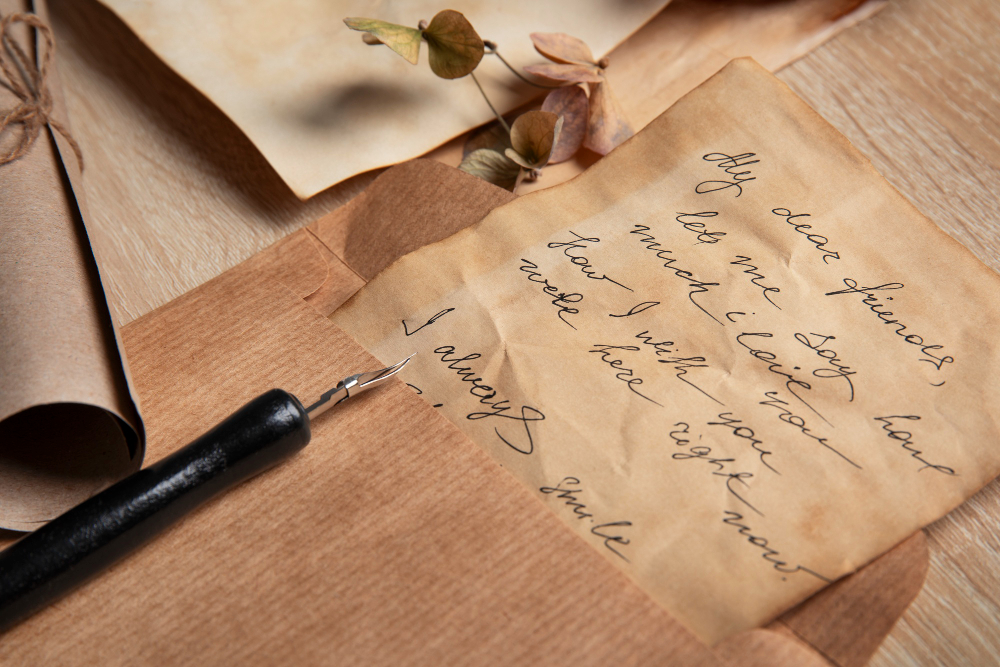 My dear friends,
let me say how
much i love you
How I wish you
were here right now.
I always smile